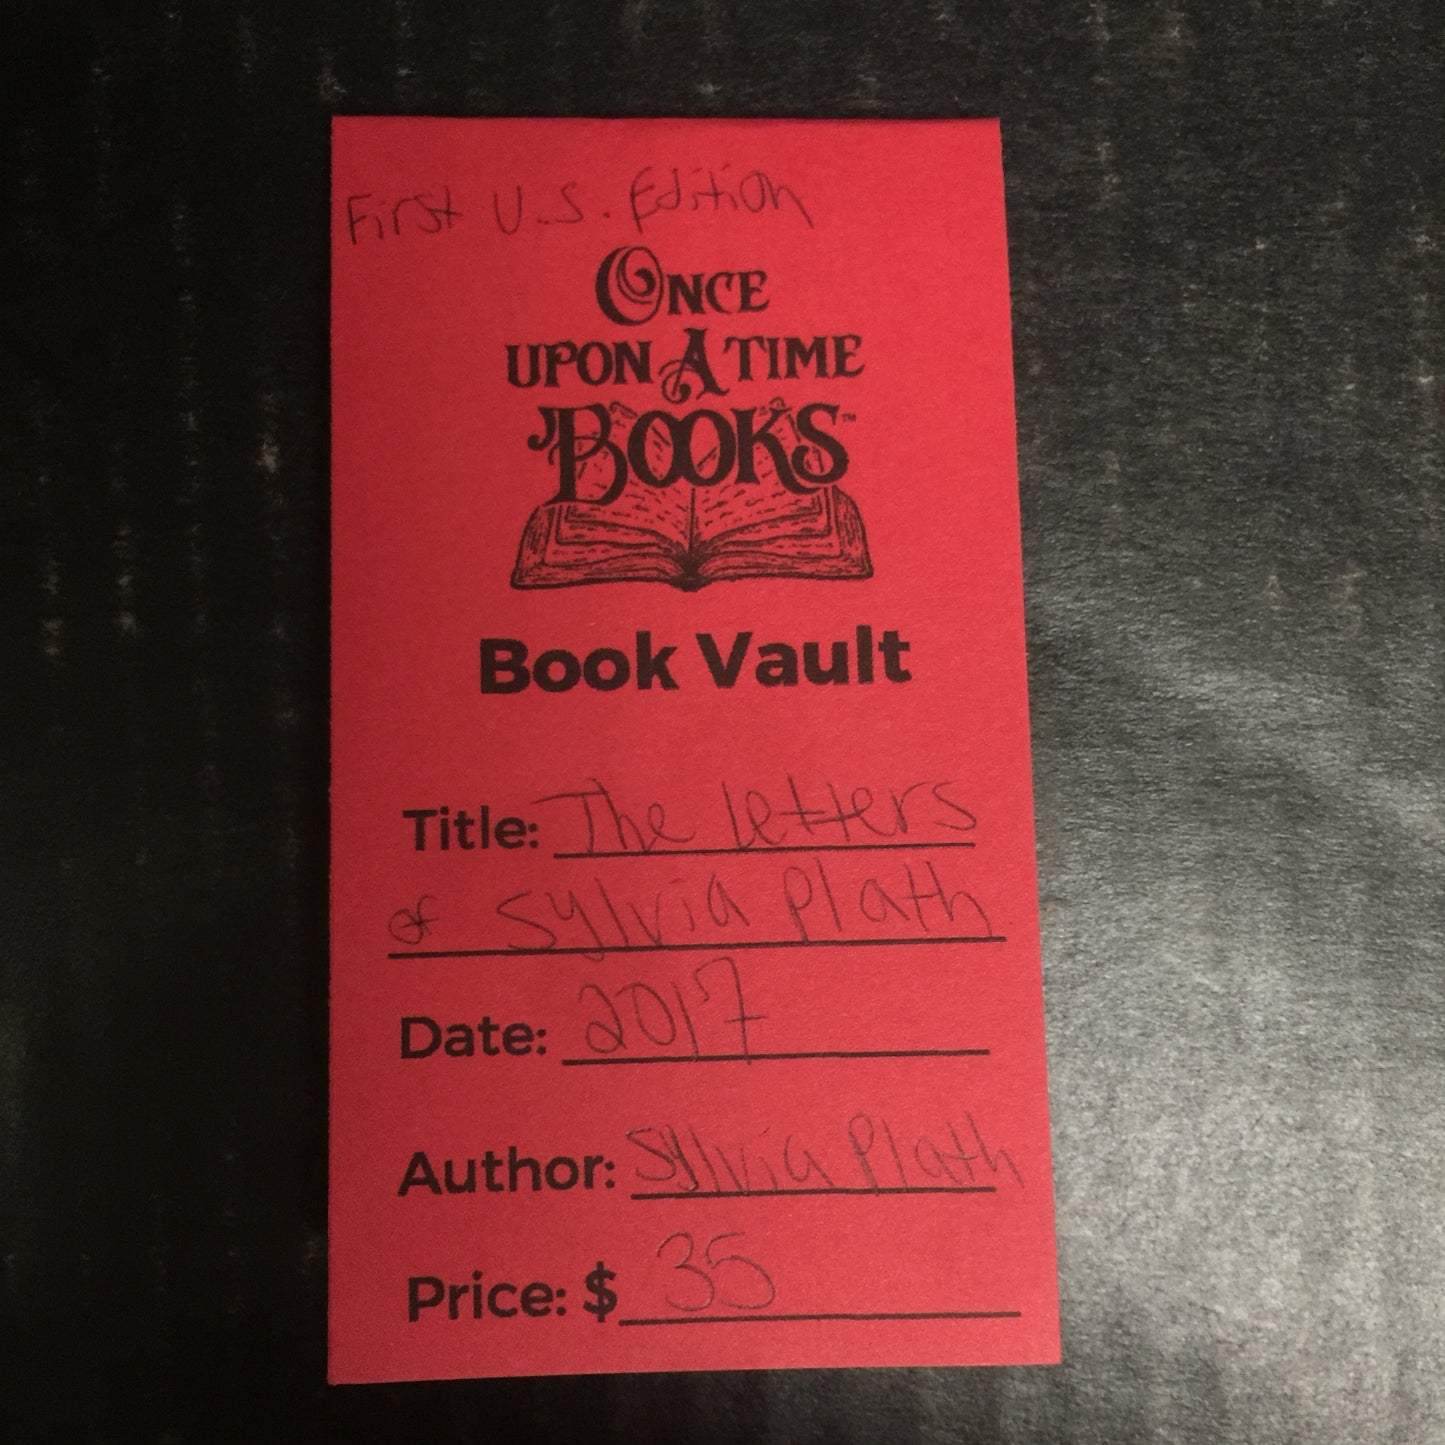 First U.S. Edition
ONCE
UPON A TIME
BOOKS™
Book Vault
Title: The letters
of Sylvia Plath
Date: 2017
Author: Sylvia Plath
Price: $ 35